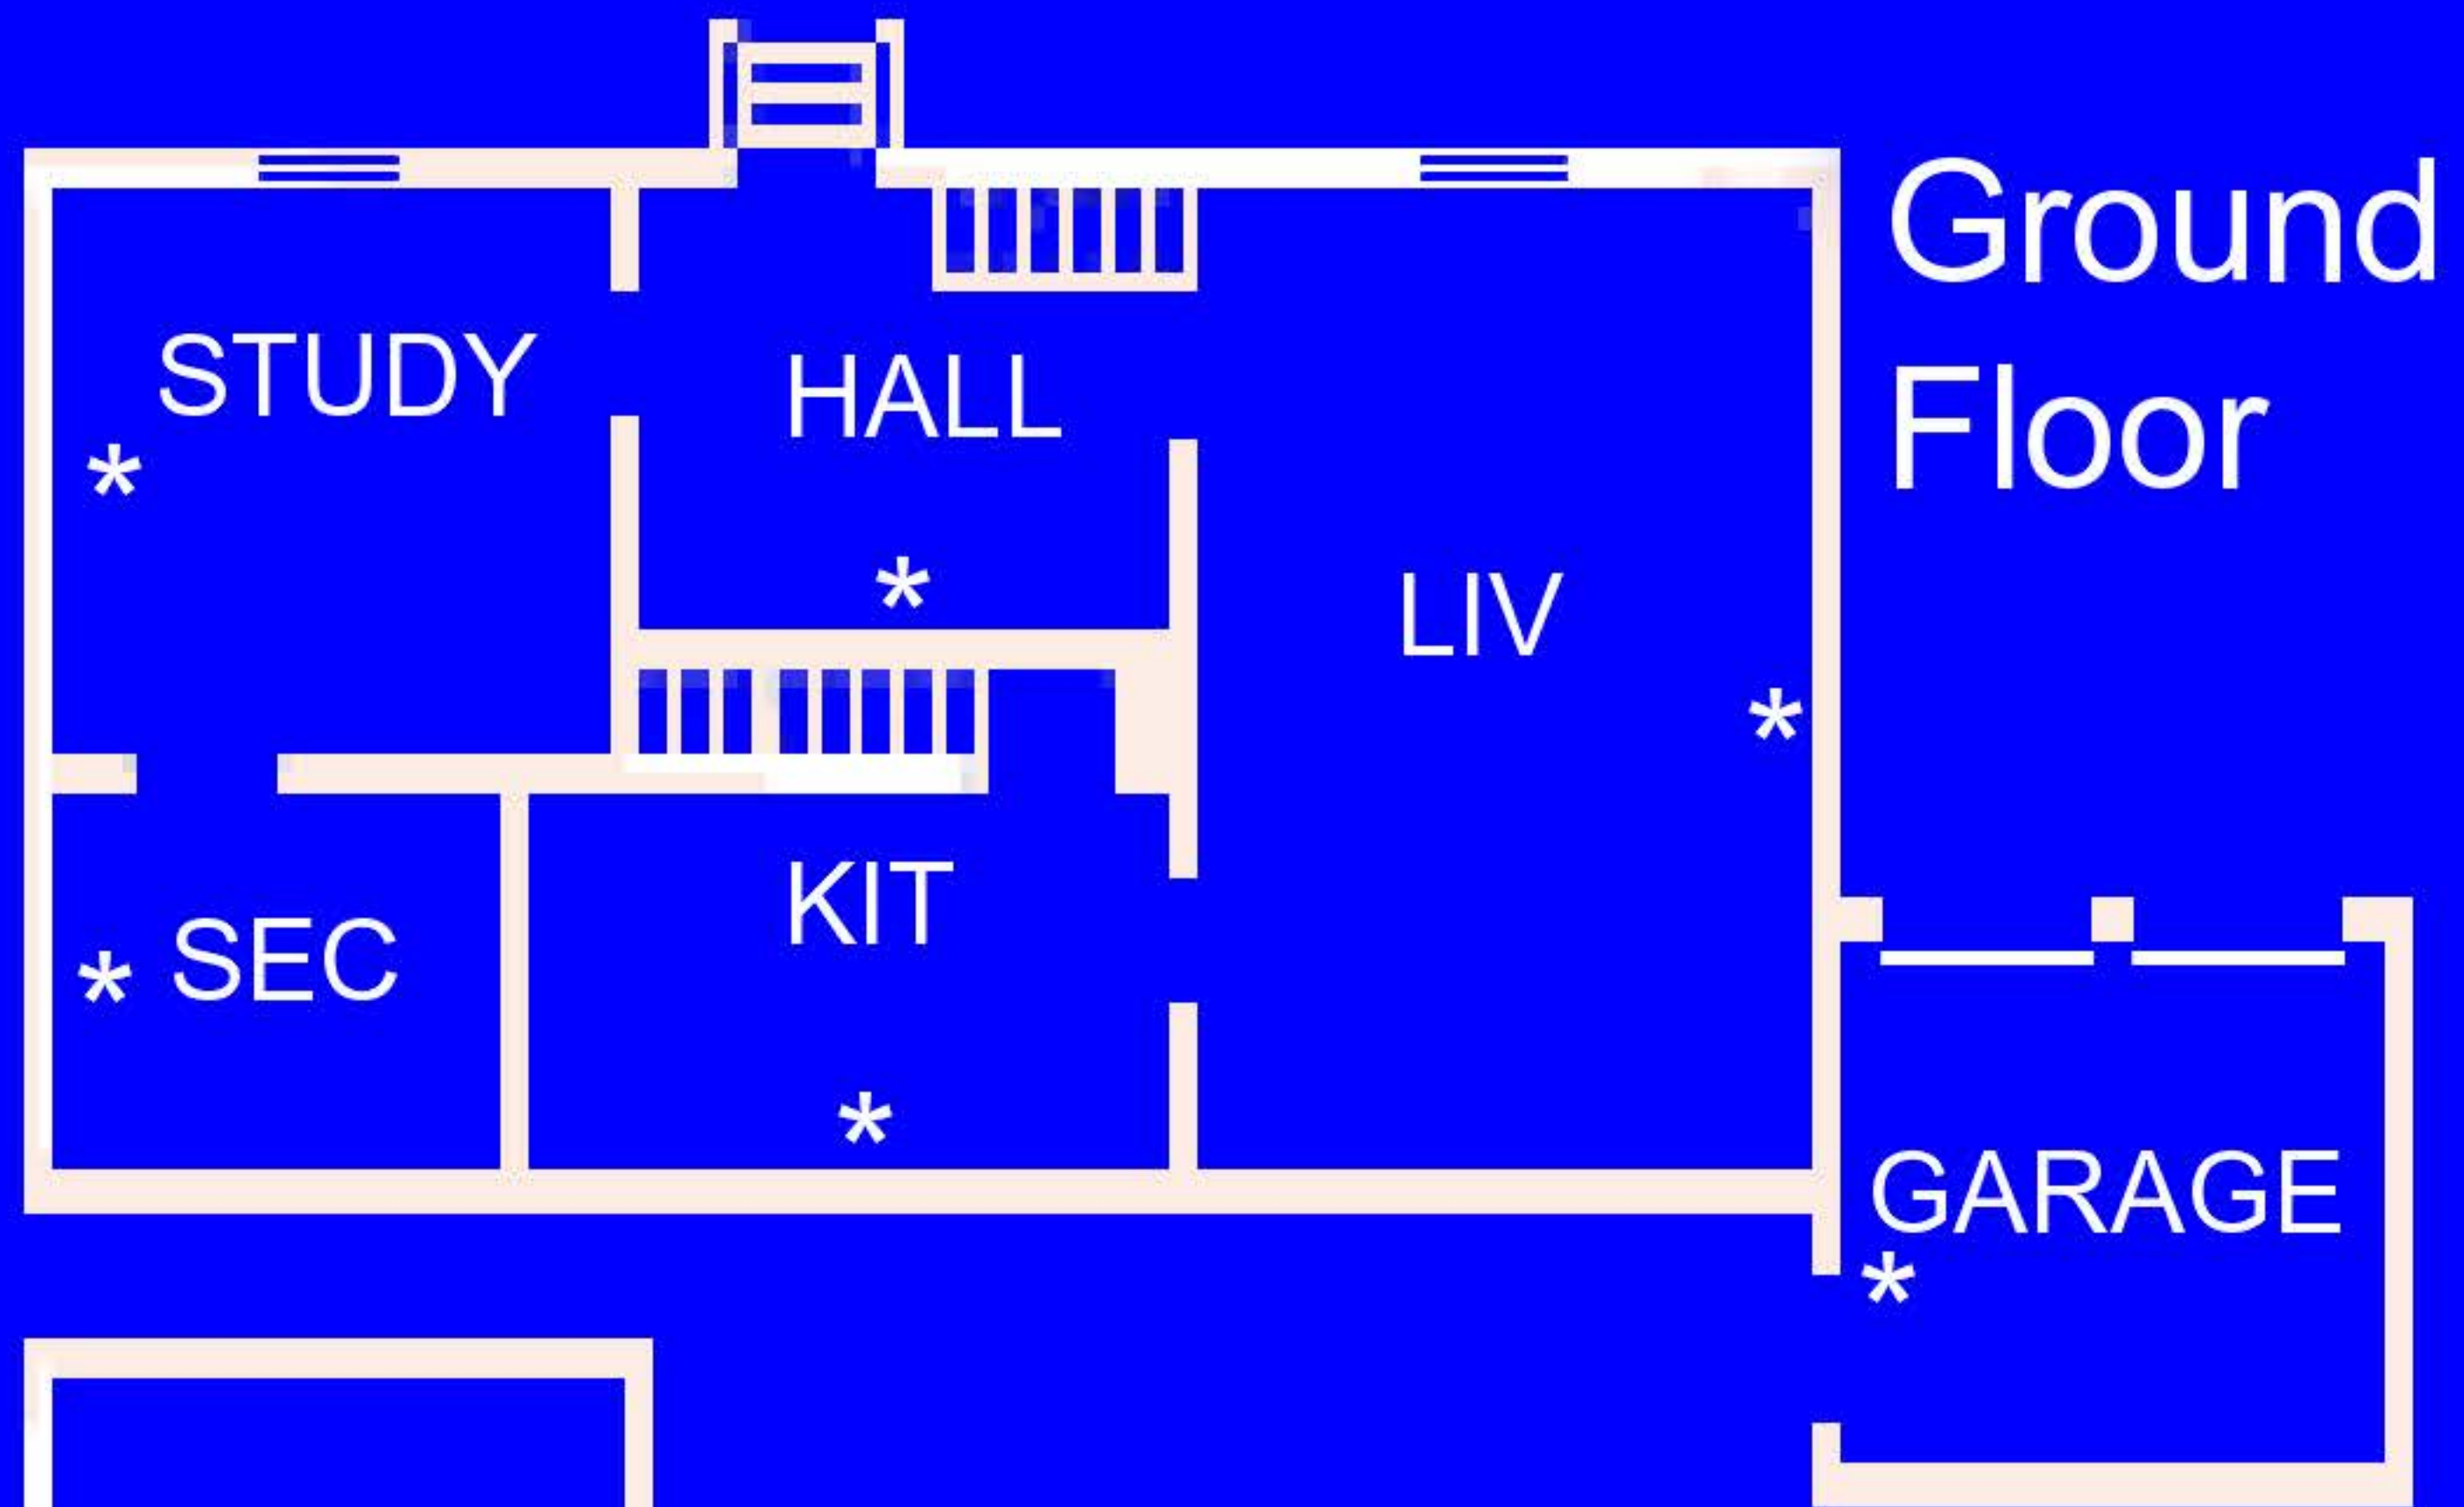 Ground
Floor
STUDY
HALL
*
*
LIV
*
KIT
SEC
*
*
GARAGE
*